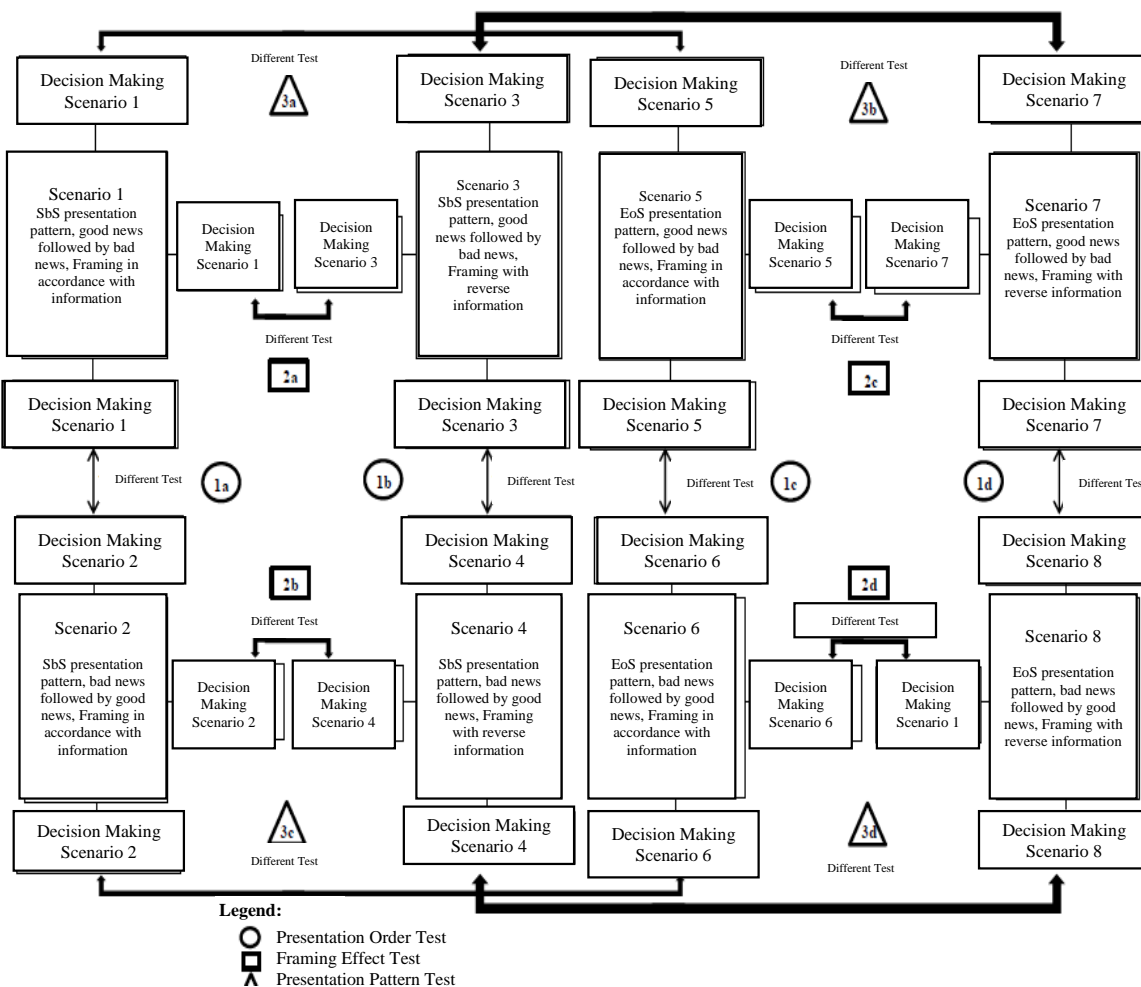 Different Test
Different Test
3a
3b
Decision Making
Scenario 1
Decision Making
Scenario 3
Decision Making
Scenario 5
Decision Making
Scenario 7
Scenario 1
SbS presentation
pattern, good news
followed by bad
news, Framing in
accordance with
information
Decision
Making
Scenario 1
Decision
Making
Scenario 3
Scenario 3
SbS presentation
pattern, good
news followed by
bad news,
Framing with
reverse
information
Scenario 5
EoS presentation
pattern, good news
followed by bad
news, Framing in
accordance with
information
Decision
Making
Scenario 5
Decision
Making
Scenario 7
Scenario 7
EoS presentation
pattern, good news
followed by bad
news, Framing with
reverse information
Different Test
Different Test
2a
2c
Decision Making
Scenario 1
Decision Making
Scenario 3
Decision Making
Scenario 5
Decision Making
Scenario 7
Different Test
1a
1b
Different Test
Different Test
1c
1d
Different Test
Decision Making
Scenario 2
Decision Making
Scenario 4
Decision Making
Scenario 6
Decision Making
Scenario 8
2b
2d
Different Test
Different Test
Scenario 2
SbS presentation
pattern, bad news
followed by good
news, Framing in
accordance with
information
Decision
Making
Scenario 2
Decision
Making
Scenario 4
Scenario 4
SbS presentation
pattern, bad news
followed by good
news, Framing
with reverse
information
Scenario 6
EoS presentation
pattern, bad news
followed by good
news, Framing in
accordance with
information
Decision
Making
Scenario 6
Decision
Making
Scenario 1
Scenario 8
EoS presentation
pattern, bad news
followed by good
news, Framing with
reverse information
Decision Making
Scenario 2
3c
Different Test
Decision Making
Scenario 4
Decision Making
Scenario 6
3d
Different Test
Decision Making
Scenario 8
Legend:
Presentation Order Test
Framing Effect Test
Presentation Pattern Test